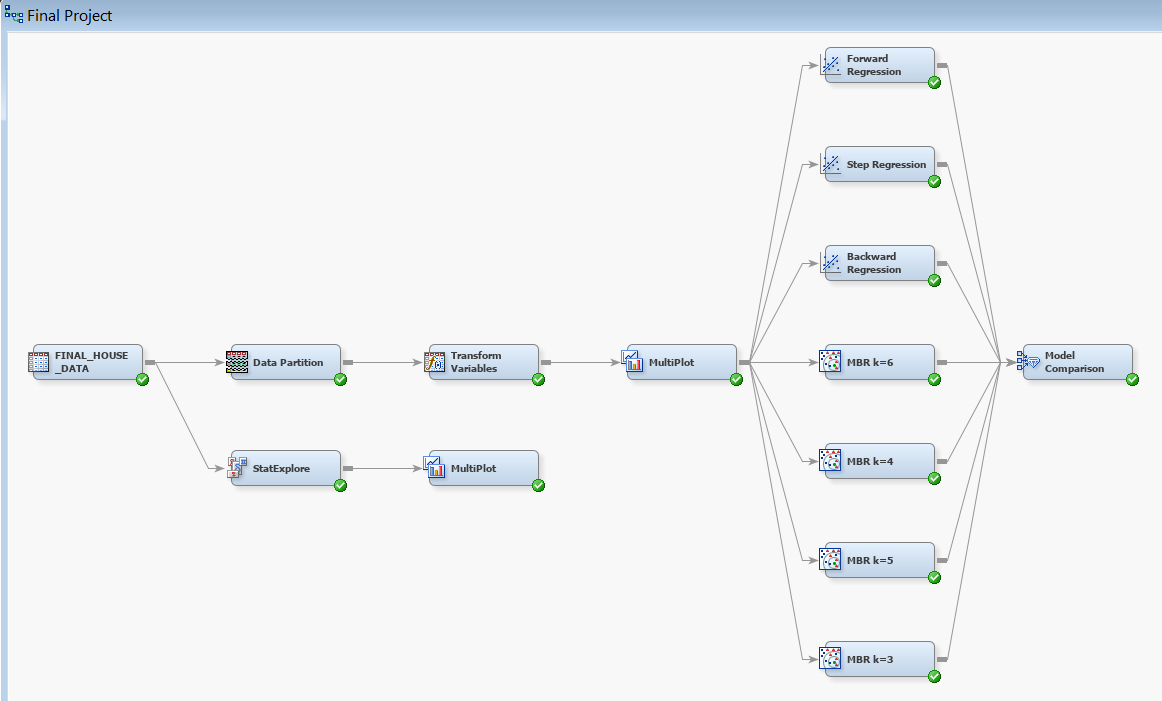 Final Project
Forward
Regression
Step Regression
Backward
Regression
FINAL_HOUSE
_DATA
Data Partition
Transform
Variables
MultiPlot
MBR k=6
Model
Comparison
StatExplore
MultiPlot
MBR k=4
MBR k=5
MBR k=3